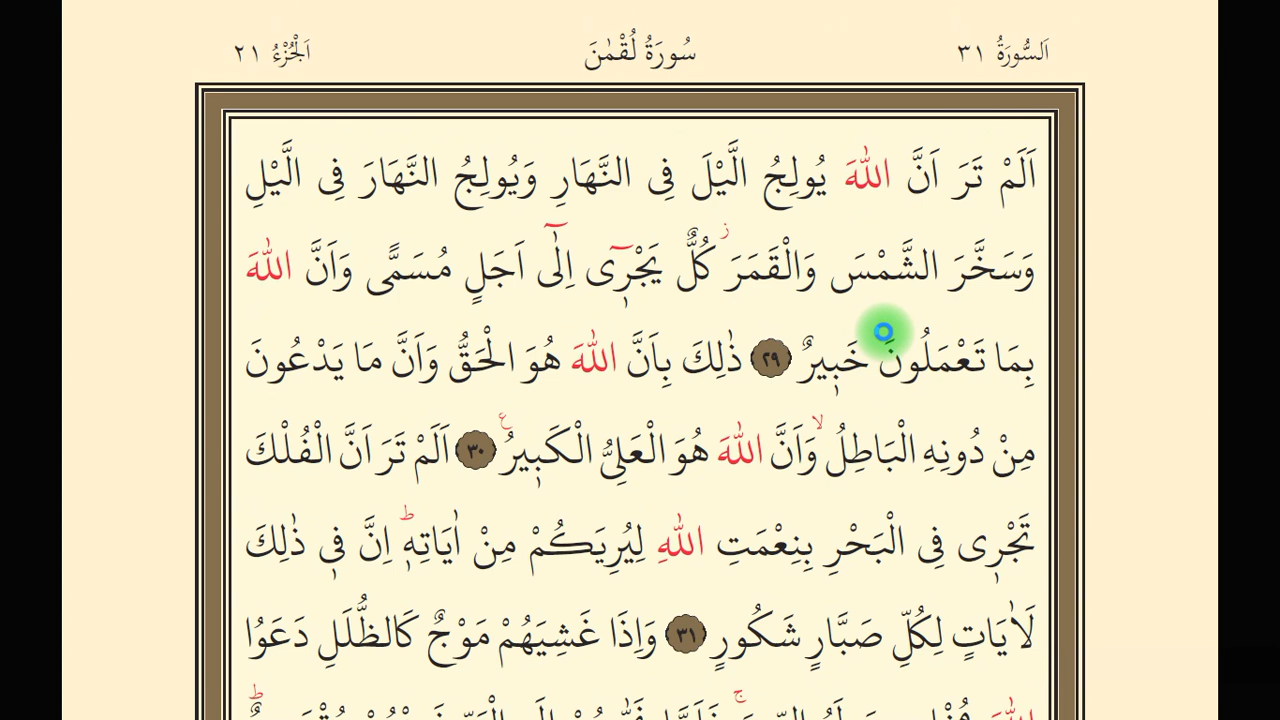 اَلسُّورَةُ ٣١ سُورَةُ لُقْمٰنَ اَلْجُزْءُ ٢١
اَلَمْ تَرَ اَنَّ اللّٰهَ يُولِجُ الَّيْلَ فِى النَّهَارِ وَيُولِجُ النَّهَارَ فِى الَّيْلِ
وَسَخَّرَ الشَّمْسَ وَالْقَمَرَ ز كُلٌّ يَجْرٖٓى اِلٰٓى اَجَلٍ مُسَمًّى وَاَنَّ اللّٰهَ
بِمَا تَعْمَلُونَ خَبٖيرٌ ٢٩ ذٰلِكَ بِاَنَّ اللّٰهَ هُوَ الْحَقُّ وَاَنَّ مَا يَدْعُونَ
مِنْ دُونِهِ الْبَاطِلُ لا وَاَنَّ اللّٰهَ هُوَ الْعَلِىُّ الْكَبٖيرُ ع ٣٠ اَلَمْ تَرَ اَنَّ الْفُلْكَ
تَجْرٖى فِى الْبَحْرِ بِنِعْمَتِ اللّٰهِ لِيُرِيَكُمْ مِنْ اٰيَاتِهٖ ط اِنَّ فٖى ذٰلِكَ
لَاٰيَاتٍ لِكُلِّ صَبَّارٍ شَكُورٍ ٣١ وَاِذَا غَشِيَهُمْ مَوْجٌ كَالظُّلَلِ دَعَوُا